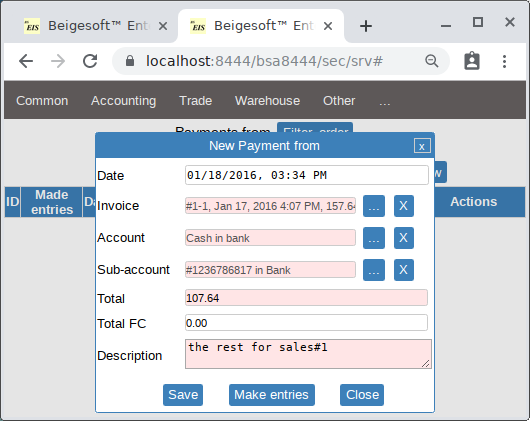 EIS Beigesoft™ Ent
EIS Beigesoft™ Ent
localhost:8444/bsa8444/sec/srv#
Common Accounting Trade Warehouse Other ...
Payments from Filter, order
New Payment from x
ID Made entries Actions
Date 01/18/2016, 03:34 PM
Invoice #1-1, Jan 17, 2016 4:07 PM, 157.64 ... X
Account Cash in bank ... X
Sub-account #1236786817 in Bank ... X
Total 107.64
Total FC 0.00
Description the rest for sales#1
Save Make entries Close